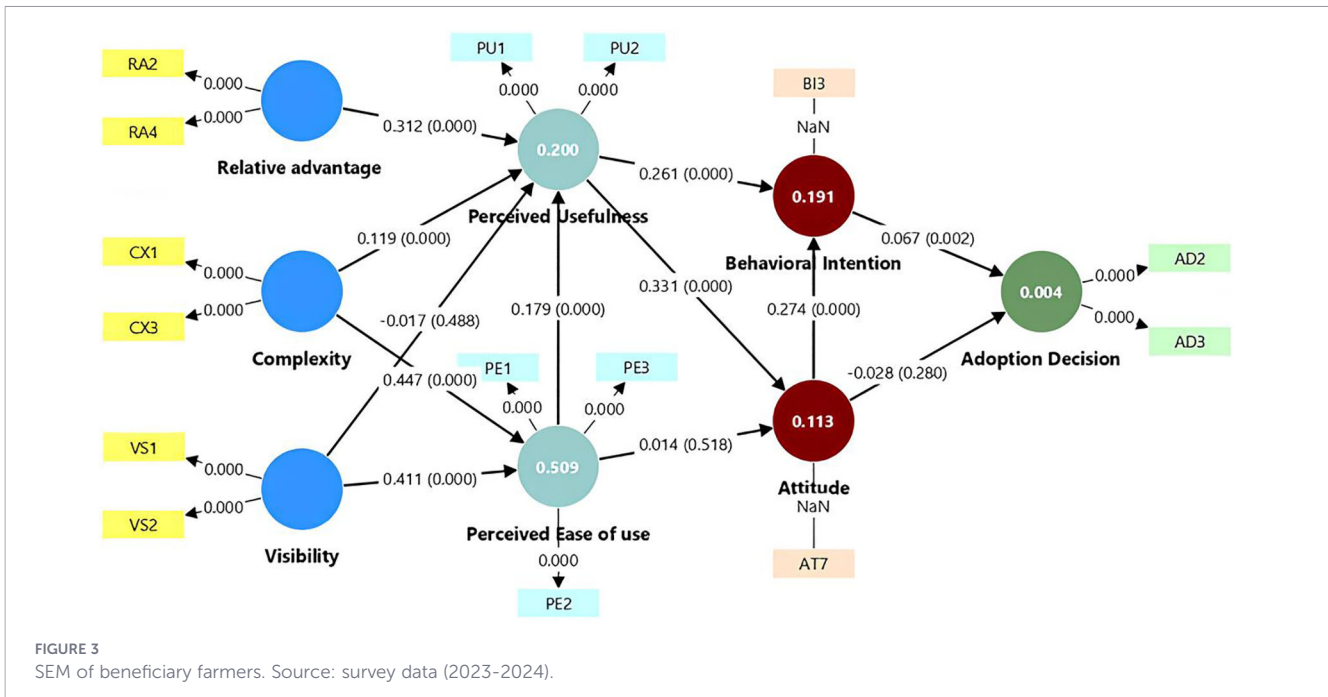 PU1
PU2
RA2
BI3
0.000
0.000
0.000
0.000
RA4
0.000
0.312 (0.000)
NaN
Relative advantage
0.200
0.261 (0.000)
0.191
Perceived Usefulness
CX1
0.119 (0.000)
0.067 (0.002)
AD2
0.000
Behavioral Intention
0.000
0.331 (0.000)
0.004
0.000
0.179 (0.000)
0.274 (0.000)
0.000
CX3
-0.017 (0.488)
AD3
Complexity
Adoption Decision
PE1
PE3
0.447 (0.000)
-0.028 (0.280)
0.000
0.000
0.113
VS1
0.014 (0.518)
0.000
0.411 (0.000)
0.509
Attitude
0.000
NaN
VS2
Perceived Ease of use
Visibility
0.000
AT7
PE2
FIGURE 3
SEM of beneficiary farmers. Source: survey data (2023-2024).